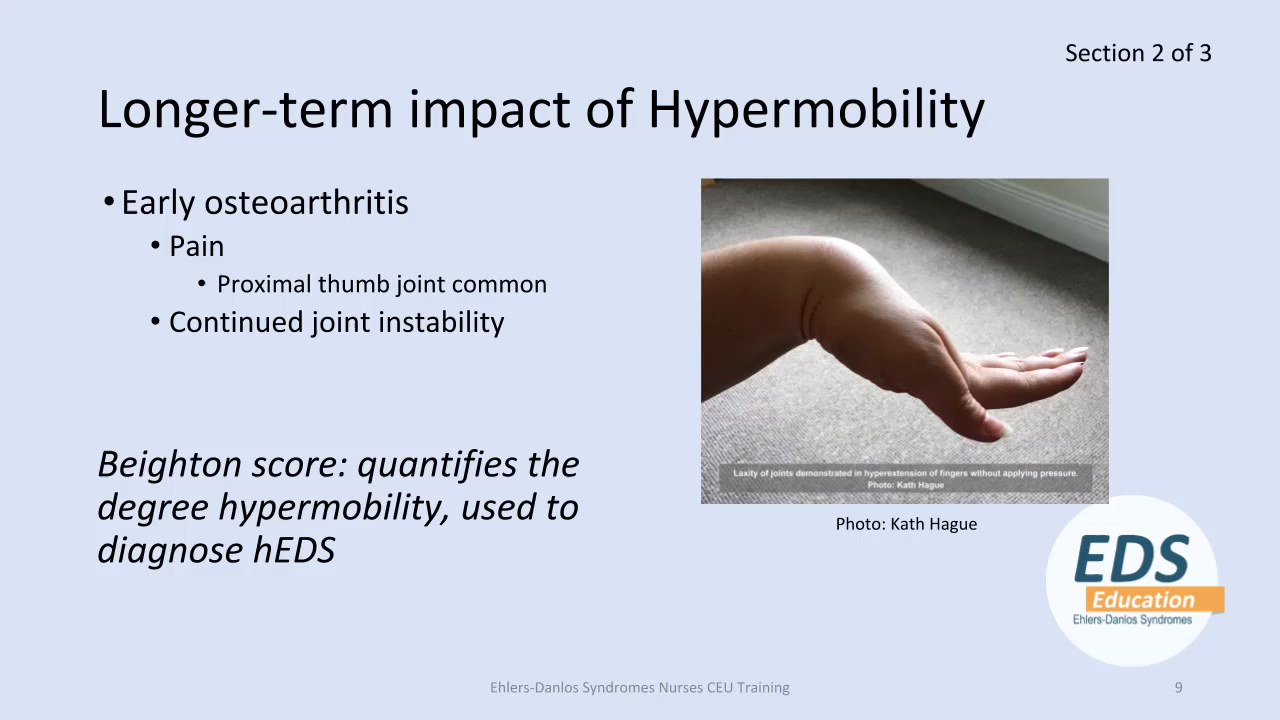 Section 2 of 3
Longer-term impact of Hypermobility
• Early osteoarthritis
• Pain
• Proximal thumb joint common
• Continued joint instability
Beighton score: quantifies the
degree hypermobility, used to
diagnose hEDS
Laxity of joints demonstrated in hyperextension of fingers without applying pressure.
Photo: Kath Hague
Photo: Kath Hague
EDS
Education
Ehlers-Danlos Syndromes
Ehlers-Danlos Syndromes Nurses CEU Training
9